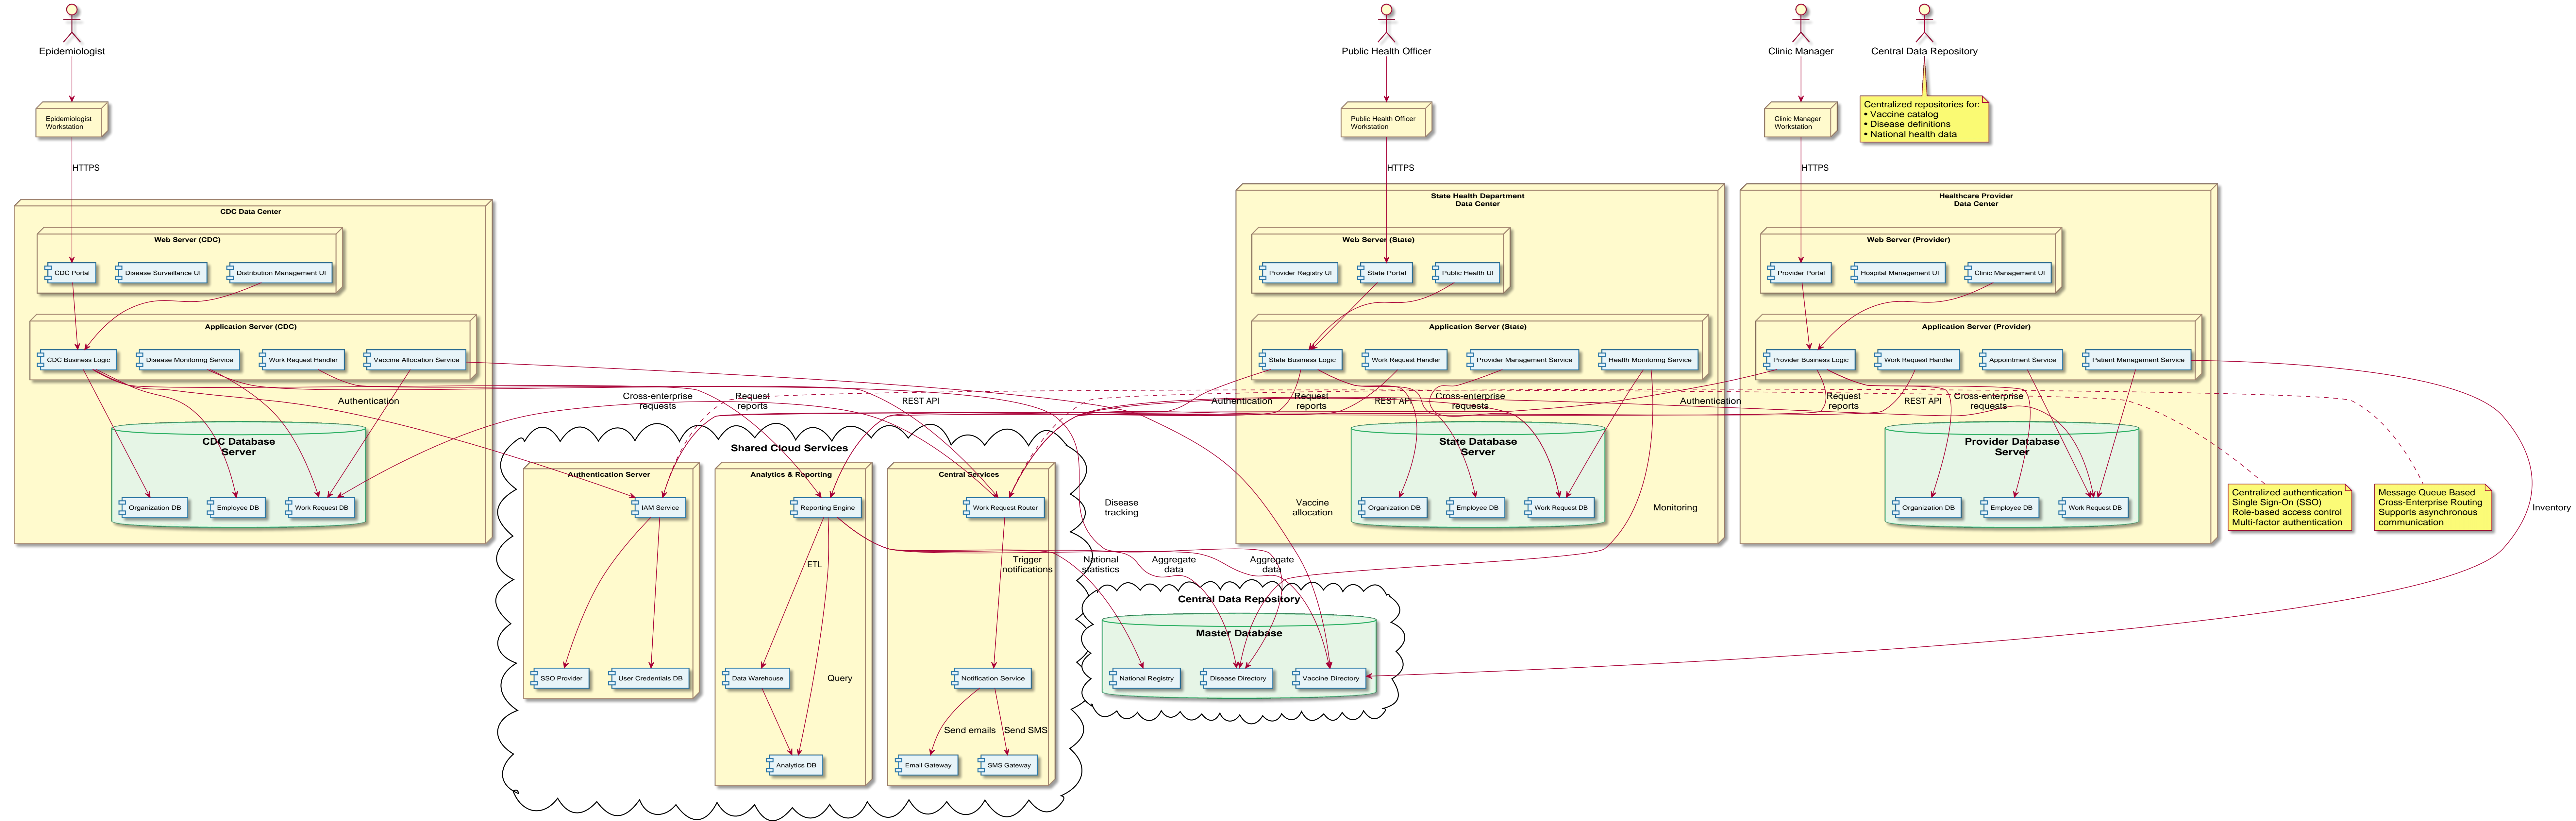 Epidemiologist
Public Health Officer
Clinic Manager
Central Data Repository
Epidemiologist
Workstation
Public Health Officer
Workstation
Clinic Manager
Workstation
Centralized repositories for:
• Vaccine catalog
• Disease definitions
• National health data
HTTPS
HTTPS
HTTPS
CDC Data Center
Web Server (CDC)
CDC Portal
Disease Surveillance UI
Distribution Management UI
Application Server (CDC)
CDC Business Logic
Disease Monitoring Service
Work Request Handler
Vaccine Allocation Service
CDC Database
Server
Organization DB
Employee DB
Work Request DB
State Health Department
Data Center
Web Server (State)
Provider Registry UI
State Portal
Public Health UI
Application Server (State)
State Business Logic
Work Request Handler
Provider Management Service
Health Monitoring Service
State Database
Server
Organization DB
Employee DB
Work Request DB
Healthcare Provider
Data Center
Web Server (Provider)
Provider Portal
Hospital Management UI
Clinic Management UI
Application Server (Provider)
Provider Business Logic
Work Request Handler
Appointment Service
Patient Management Service
Provider Database
Server
Organization DB
Employee DB
Work Request DB
Authentication
Cross-enterprise
requests
Request
reports
REST API
Authentication
Request
reports
REST API
Cross-enterprise
requests
Authentication
Request
reports
REST API
Cross-enterprise
requests
Shared Cloud Services
Authentication Server
IAM Service
SSO Provider
User Credentials DB
Analytics & Reporting
Reporting Engine
ETL
Data Warehouse
Query
Analytics DB
Central Services
Work Request Router
Trigger
notifications
Notification Service
Send emails
Send SMS
Email Gateway
SMS Gateway
Disease
tracking
Vaccine
allocation
Monitoring
Inventory
National
statistics
Aggregate
data
Aggregate
data
Central Data Repository
Master Database
National Registry
Disease Directory
Vaccine Directory
Centralized authentication
Single Sign-On (SSO)
Role-based access control
Multi-factor authentication
Message Queue Based
Cross-Enterprise Routing
Supports asynchronous
communication